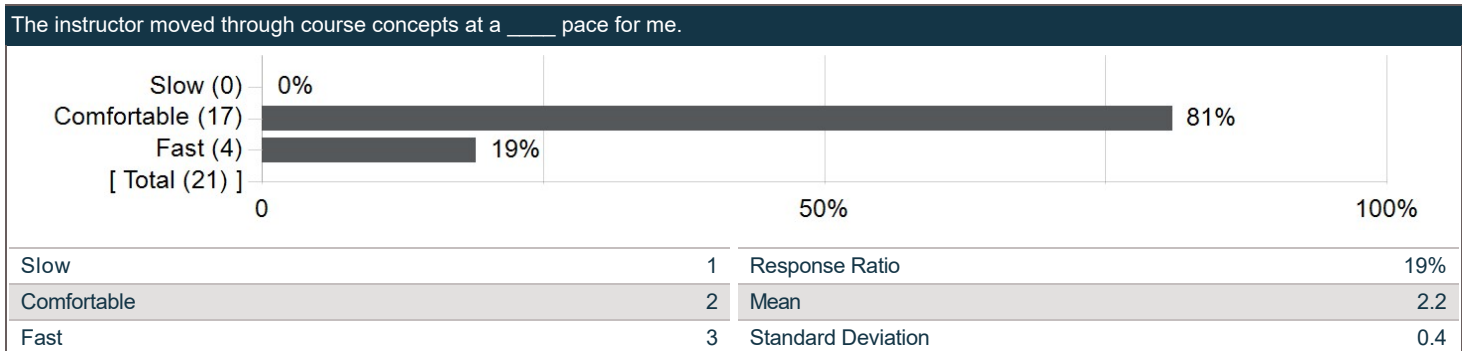 The instructor moved through course concepts at a ____ pace for me.
Slow (0) 0%
Comfortable (17) 81%
Fast (4) 19%
[ Total (21) ]
0 50% 100%
Slow 1 Response Ratio 19%
Comfortable 2 Mean 2.2
Fast 3 Standard Deviation 0.4